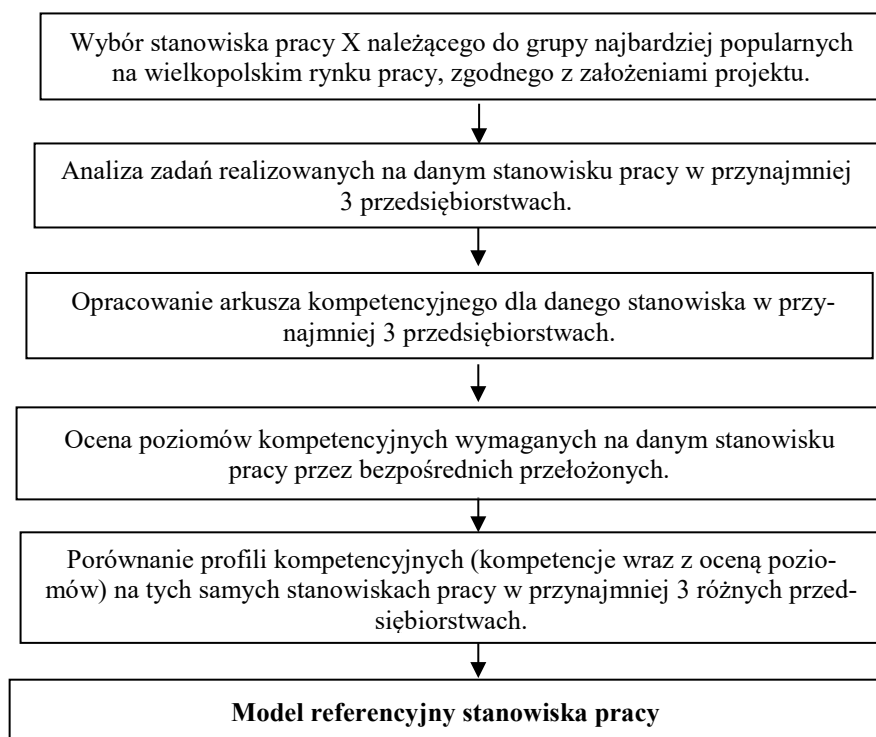 Wybór stanowiska pracy X należącego do grupy najbardziej popularnych
na wielkopolskim rynku pracy, zgodnego z założeniami projektu.
Analiza zadań realizowanych na danym stanowisku pracy w przynajmniej
3 przedsiębiorstwach.
Opracowanie arkusza kompetencyjnego dla danego stanowiska w przy-
najmniej 3 przedsiębiorstwach.
Ocena poziomów kompetencyjnych wymaganych na danym stanowisku
pracy przez bezpośrednich przełożonych.
Porównanie profili kompetencyjnych (kompetencje wraz z oceną pozio-
mów) na tych samych stanowiskach pracy w przynajmniej 3 różnych przed-
siębiorstwach.
Model referencyjny stanowiska pracy